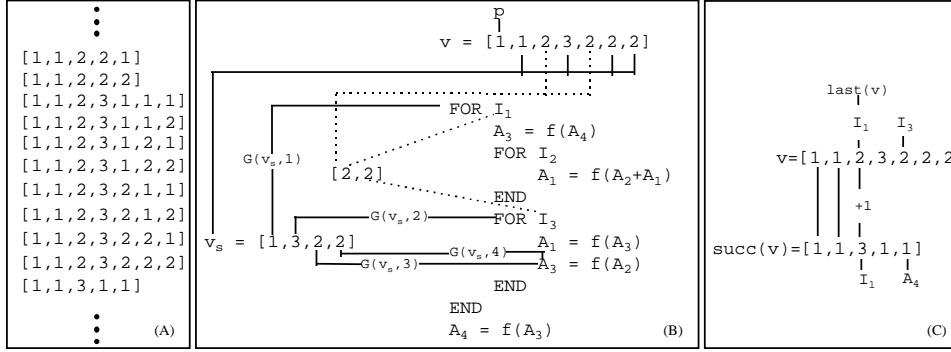 [1,1,2,2,1]
[1,1,2,2,2]
[1,1,2,3,1,1,1]
[1,1,2,3,1,1,2]
[1,1,2,3,1,2,1]
[1,1,2,3,1,2,2]
[1,1,2,3,2,1,1]
[1,1,2,3,2,1,2]
[1,1,2,3,2,2,1]
[1,1,2,3,2,2,2]
[1,1,3,1,1]
(A)
p
v = [1,1,2,3,2,2,2]
FOR I₁
A₃ = f(A₄)
FOR I₂
A₁ = f(A₂+A₁)
END
FOR I₃
A₁ = f(A₃)
A₃ = f(A₂)
END
END
A₄ = f(A₃)
G(vₛ,1)
[2,2]
G(vₛ,2)
vₛ = [1,3,2,2]
G(vₛ,4)
G(vₛ,3)
(B)
last(v)
I₁ I₃
v=[1,1,2,3,2,2,2
+1
succ(v)=[1,1,3,1,1]
I₁ A₄
(C)